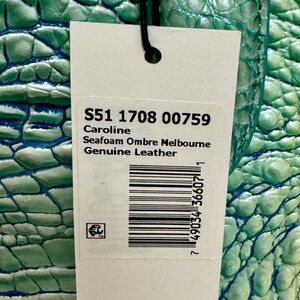 S51 1708 00759
Caroline
Seafoam Ombre Melbourne
Genuine Leather
7 49034 36607 1